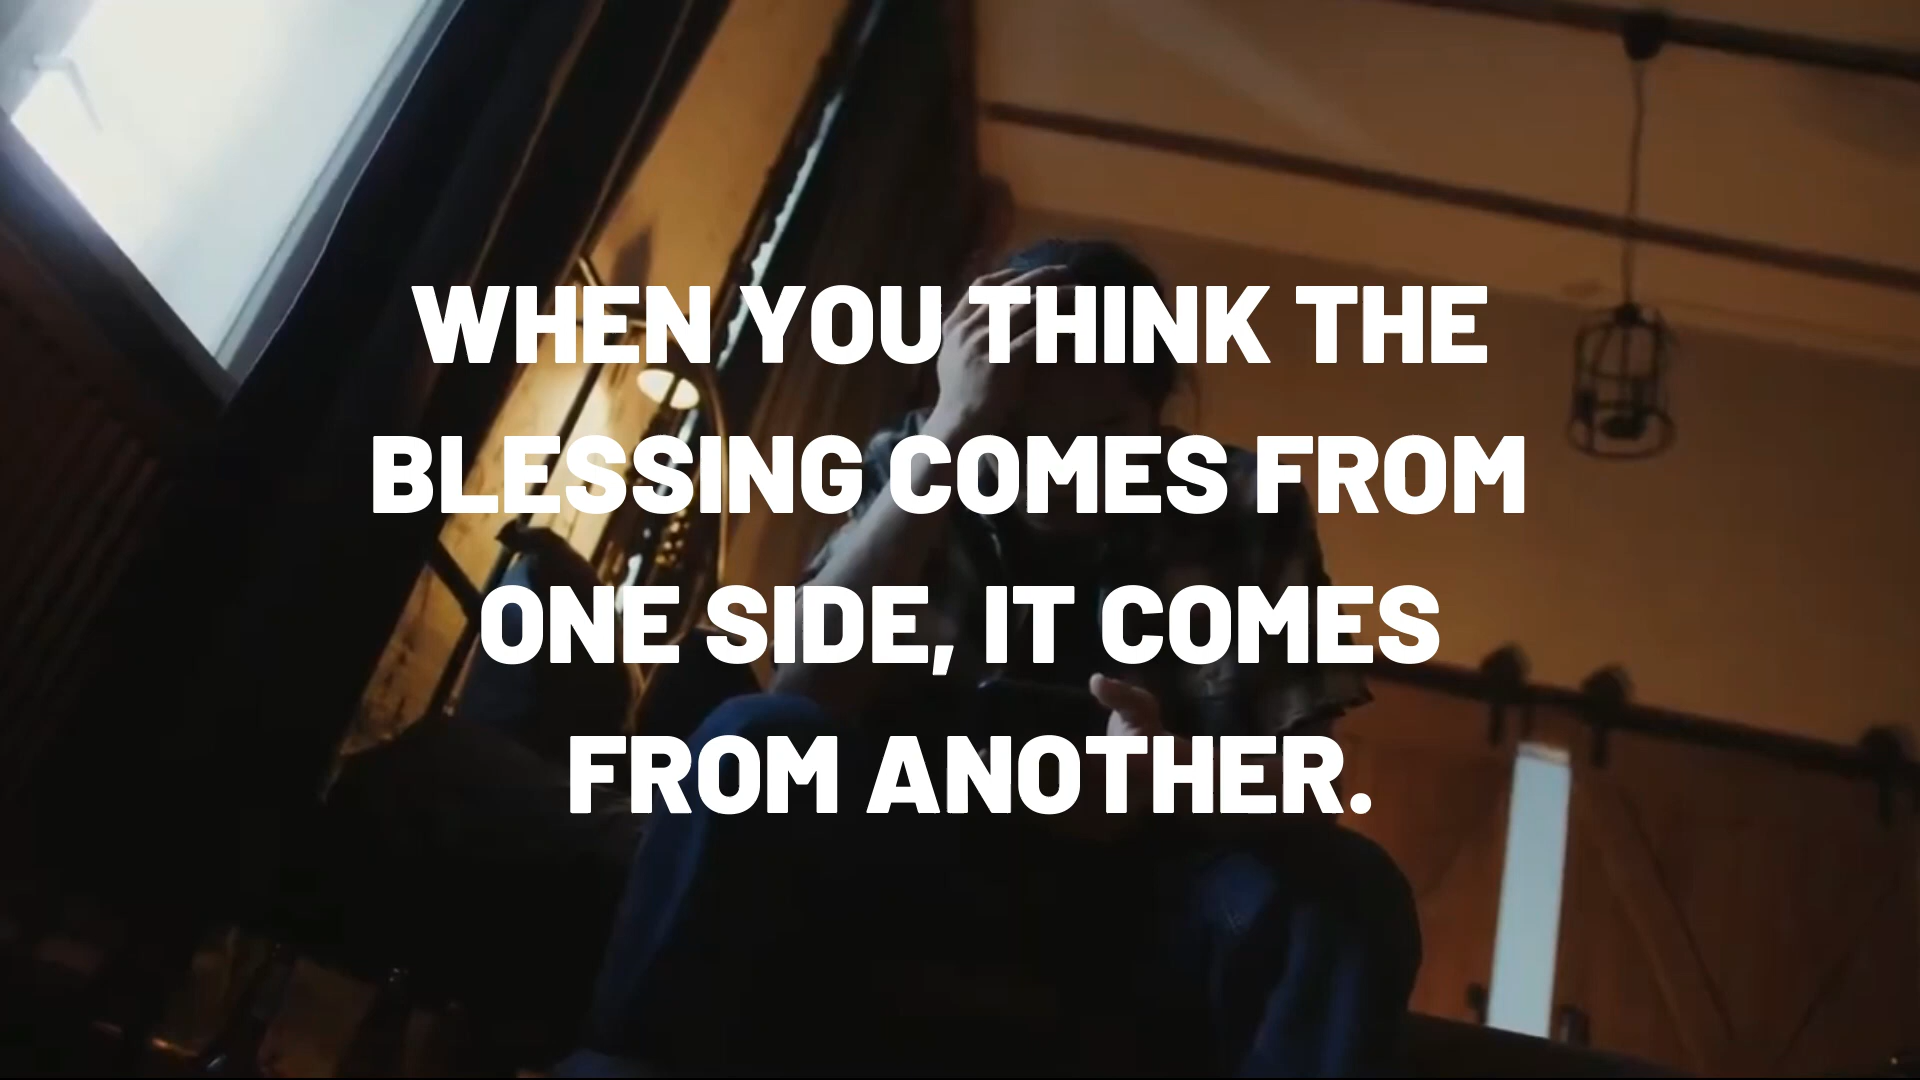 WHEN YOU THINK THE
BLESSING COMES FROM
ONE SIDE, IT COMES
FROM ANOTHER.